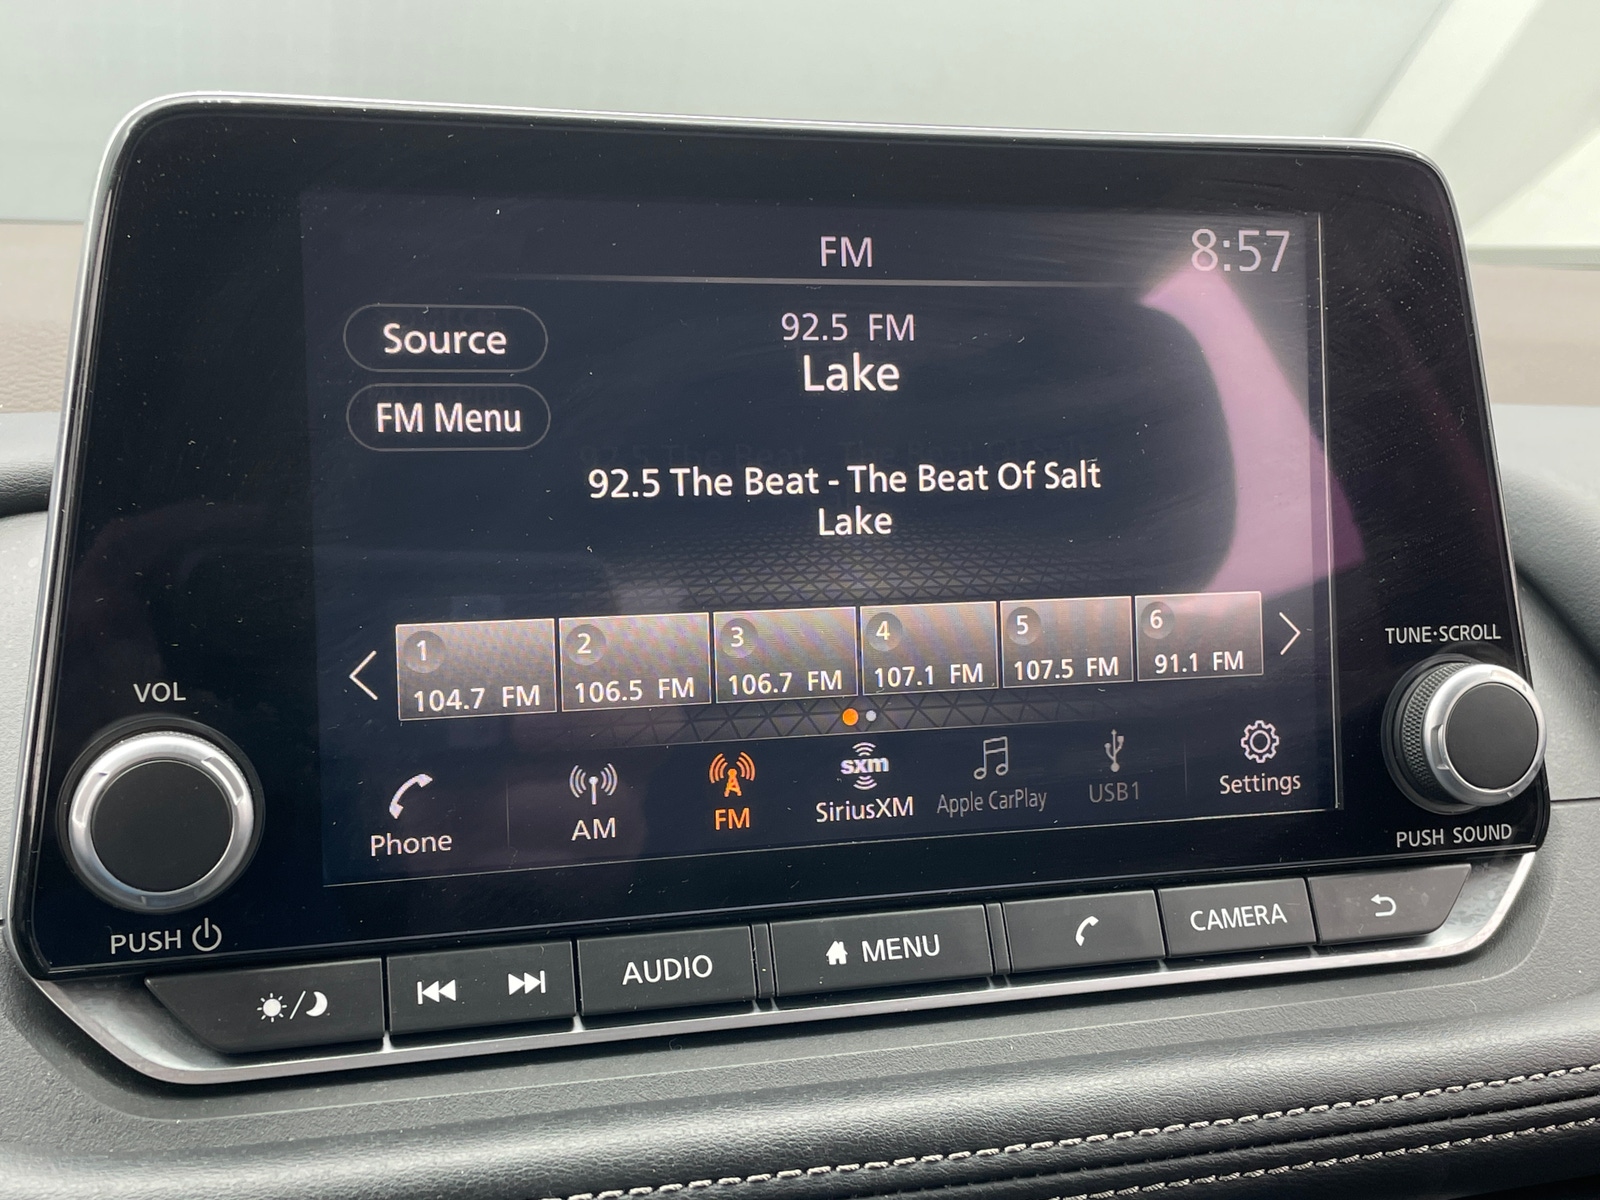 FM
8:57
Source
92.5 FM
Lake
FM Menu
92.5 The Beat - The Beat Of Salt
Lake
1
104.7 FM
2
106.5 FM
3
106.7 FM
4
107.1 FM
5
107.5 FM
6
91.1 FM
VOL
TUNE·SCROLL
Phone
AM
FM
sxm
SiriusXM
Apple CarPlay
USB1
Settings
PUSH
PUSH SOUND
AUDIO
MENU
CAMERA